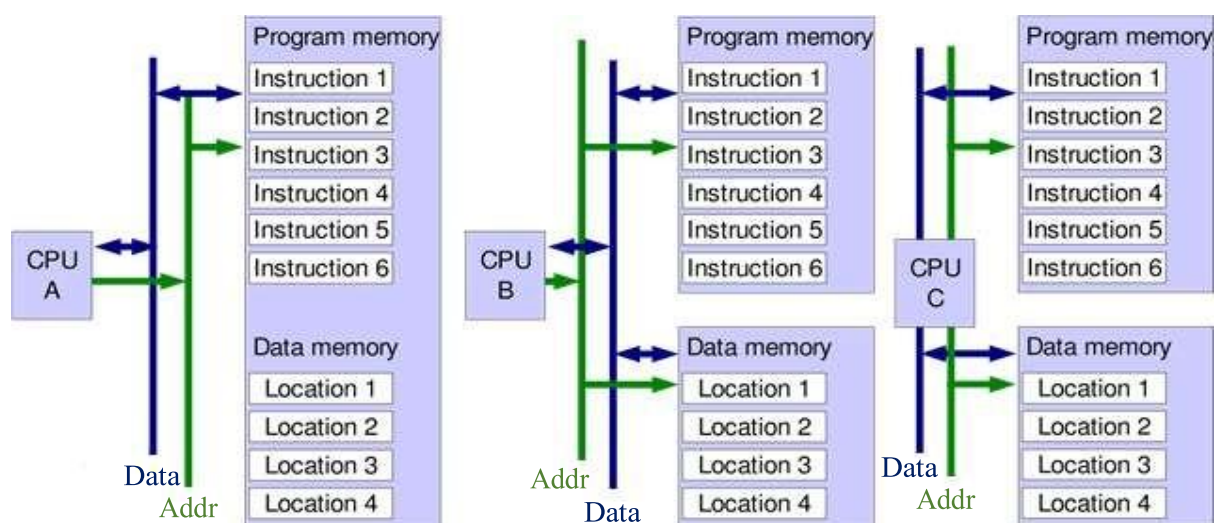 Program memory
Instruction 1
Instruction 2
Instruction 3
Instruction 4
Instruction 5
Instruction 6
CPU
A
Data memory
Location 1
Location 2
Location 3
Location 4
Data
Addr
Program memory
Instruction 1
Instruction 2
Instruction 3
Instruction 4
Instruction 5
Instruction 6
CPU
B
Data memory
Location 1
Location 2
Location 3
Location 4
Addr
Data
Program memory
Instruction 1
Instruction 2
Instruction 3
Instruction 4
Instruction 5
Instruction 6
CPU
C
Data memory
Location 1
Location 2
Location 3
Location 4
Data
Addr